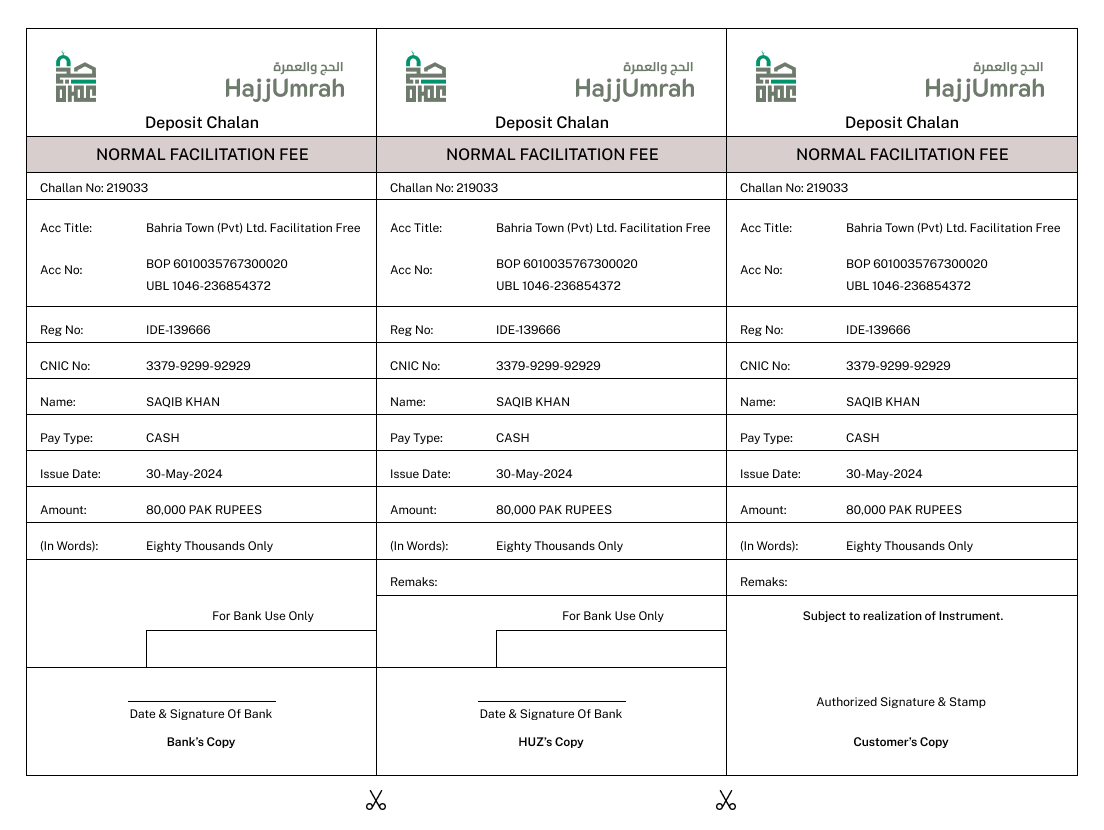 الحج والعمرة
HajjUmrah
Deposit Chalan
NORMAL FACILITATION FEE
Challan No: 219033
Acc Title: Bahria Town (Pvt) Ltd. Facilitation Free
Acc No: BOP 6010035767300020
UBL 1046-236854372
Reg No: IDE-139666
CNIC No: 3379-9299-92929
Name: SAQIB KHAN
Pay Type: CASH
Issue Date: 30-May-2024
Amount: 80,000 PAK RUPEES
(In Words): Eighty Thousands Only
For Bank Use Only
Date & Signature Of Bank
Bank’s Copy
الحج والعمرة
HajjUmrah
Deposit Chalan
NORMAL FACILITATION FEE
Challan No: 219033
Acc Title: Bahria Town (Pvt) Ltd. Facilitation Free
Acc No: BOP 6010035767300020
UBL 1046-236854372
Reg No: IDE-139666
CNIC No: 3379-9299-92929
Name: SAQIB KHAN
Pay Type: CASH
Issue Date: 30-May-2024
Amount: 80,000 PAK RUPEES
(In Words): Eighty Thousands Only
Remaks:
For Bank Use Only
Date & Signature Of Bank
HUZ’s Copy
الحج والعمرة
HajjUmrah
Deposit Chalan
NORMAL FACILITATION FEE
Challan No: 219033
Acc Title: Bahria Town (Pvt) Ltd. Facilitation Free
Acc No: BOP 6010035767300020
UBL 1046-236854372
Reg No: IDE-139666
CNIC No: 3379-9299-92929
Name: SAQIB KHAN
Pay Type: CASH
Issue Date: 30-May-2024
Amount: 80,000 PAK RUPEES
(In Words): Eighty Thousands Only
Remaks:
Subject to realization of Instrument.
Authorized Signature & Stamp
Customer’s Copy